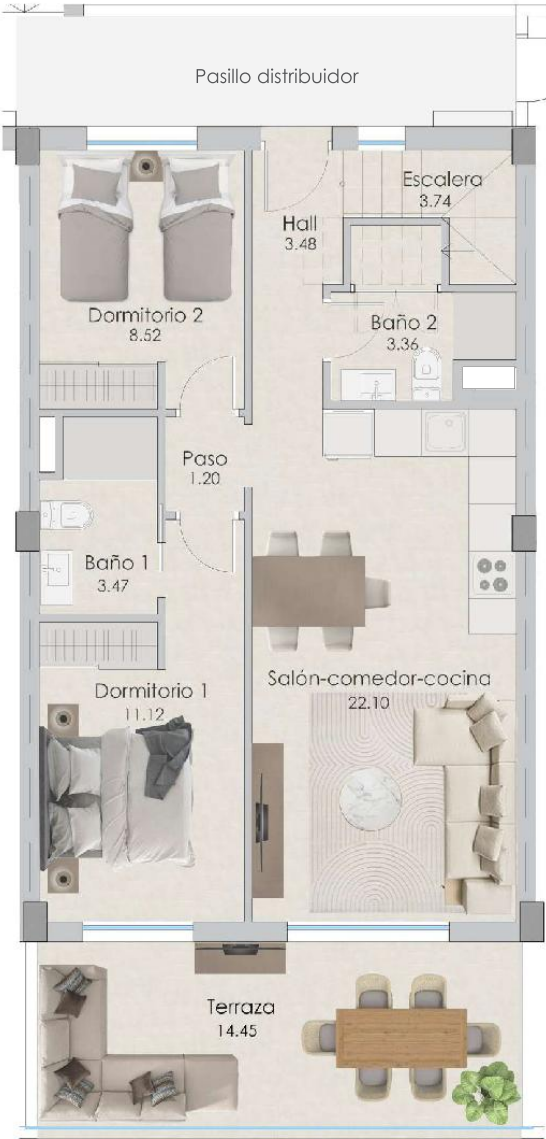 Pasillo distribuidor
Escalera
3.74
Hall
3.48
Dormitorio 2
8.52
Baño 2
3.36
Paso
1.20
Baño 1
3.47
Salón-comedor-cocina
22.10
Dormitorio 1
11.12
Terraza
14.45